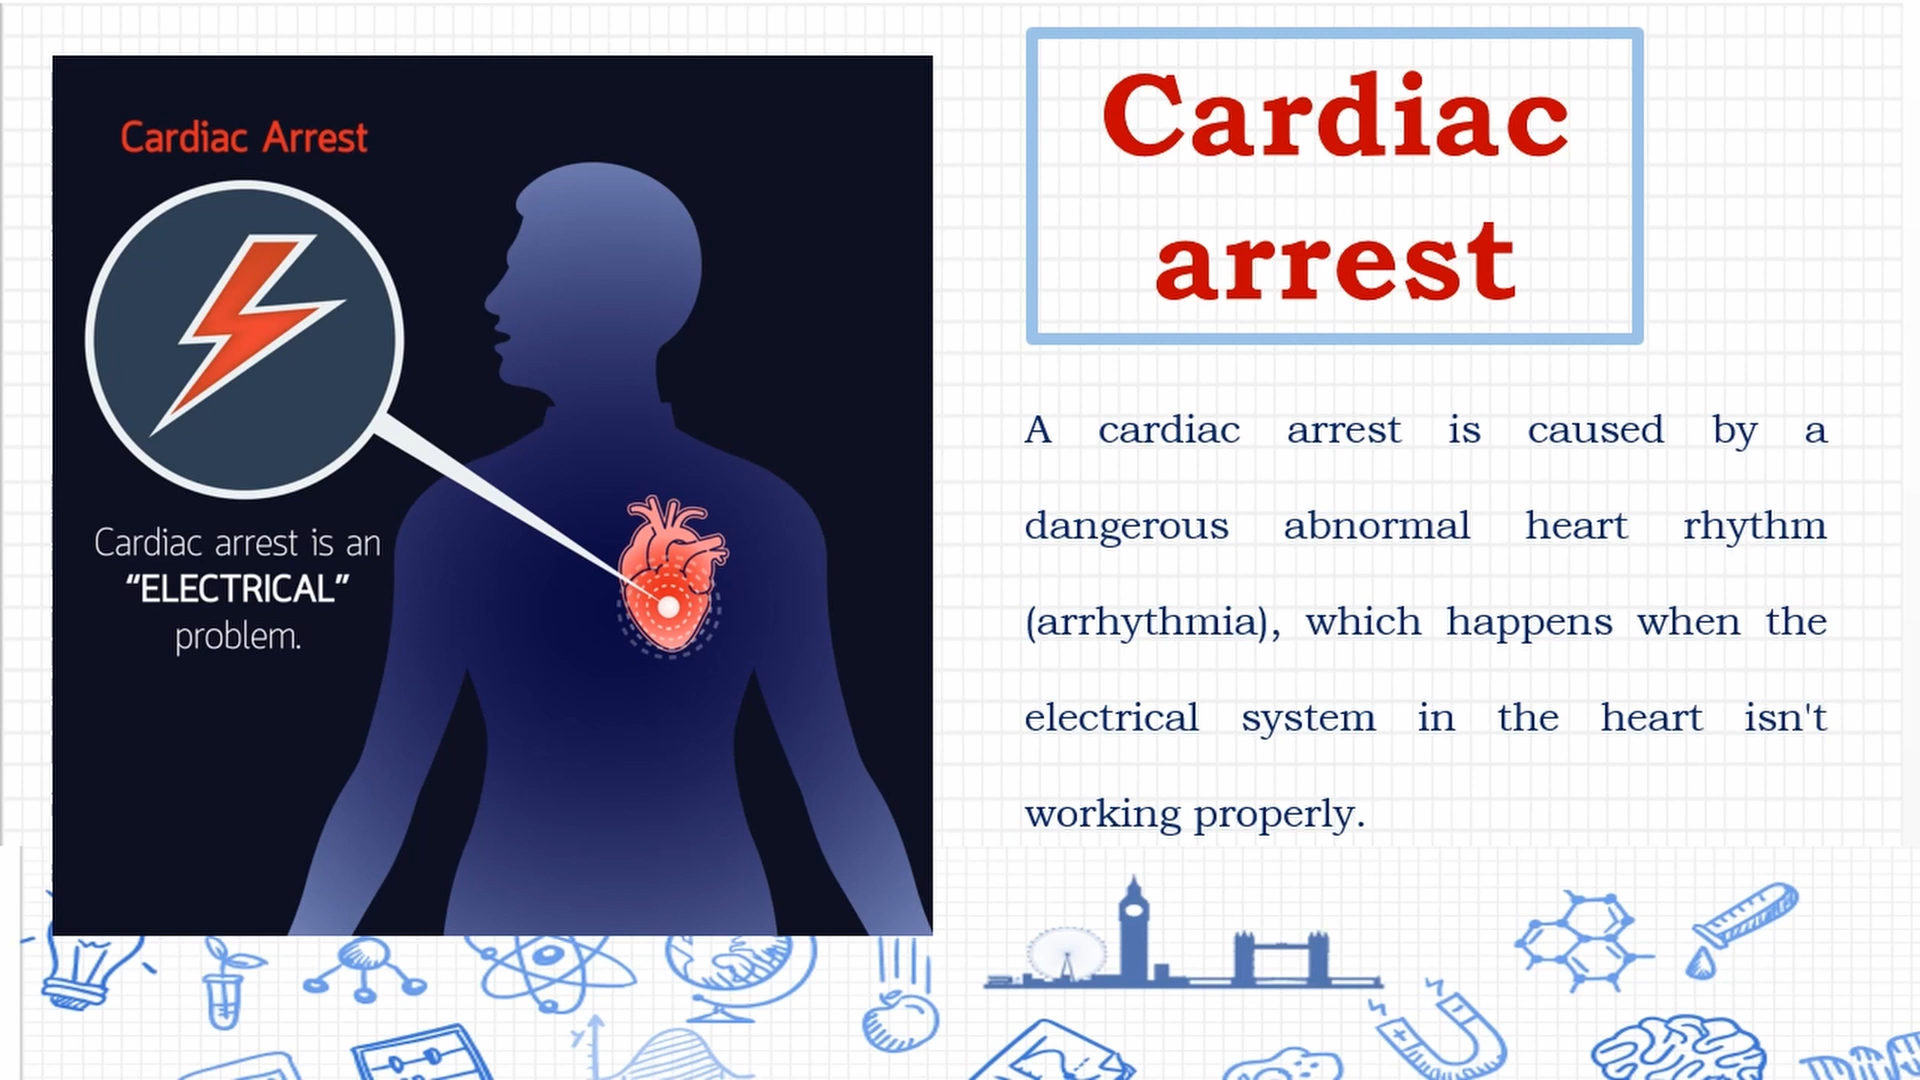 Cardiac Arrest
Cardiac arrest is an
“ELECTRICAL”
problem.
Cardiac
arrest
A cardiac arrest is caused by a
dangerous abnormal heart rhythm
(arrhythmia), which happens when the
electrical system in the heart isn't
working properly.
y